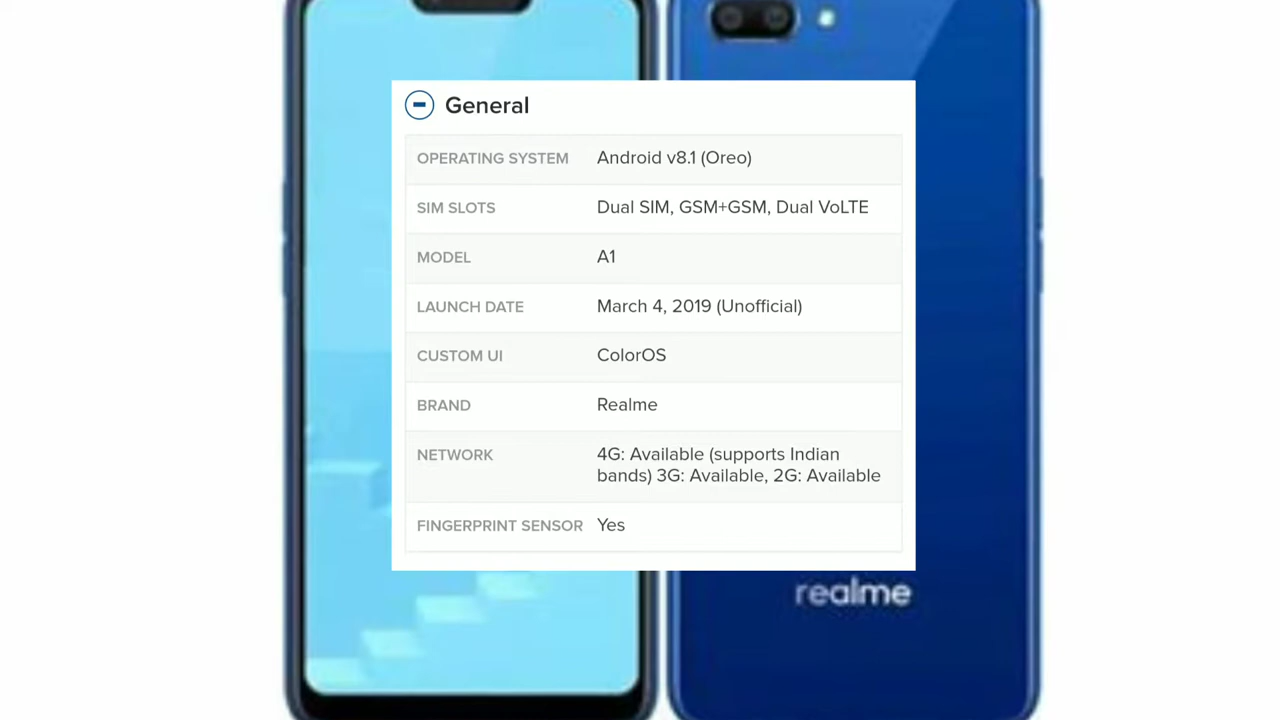 General
OPERATING SYSTEM Android v8.1 (Oreo)
SIM SLOTS Dual SIM, GSM+GSM, Dual VoLTE
MODEL A1
LAUNCH DATE March 4, 2019 (Unofficial)
CUSTOM UI ColorOS
BRAND Realme
NETWORK 4G: Available (supports Indian
bands) 3G: Available, 2G: Available
FINGERPRINT SENSOR Yes
realme